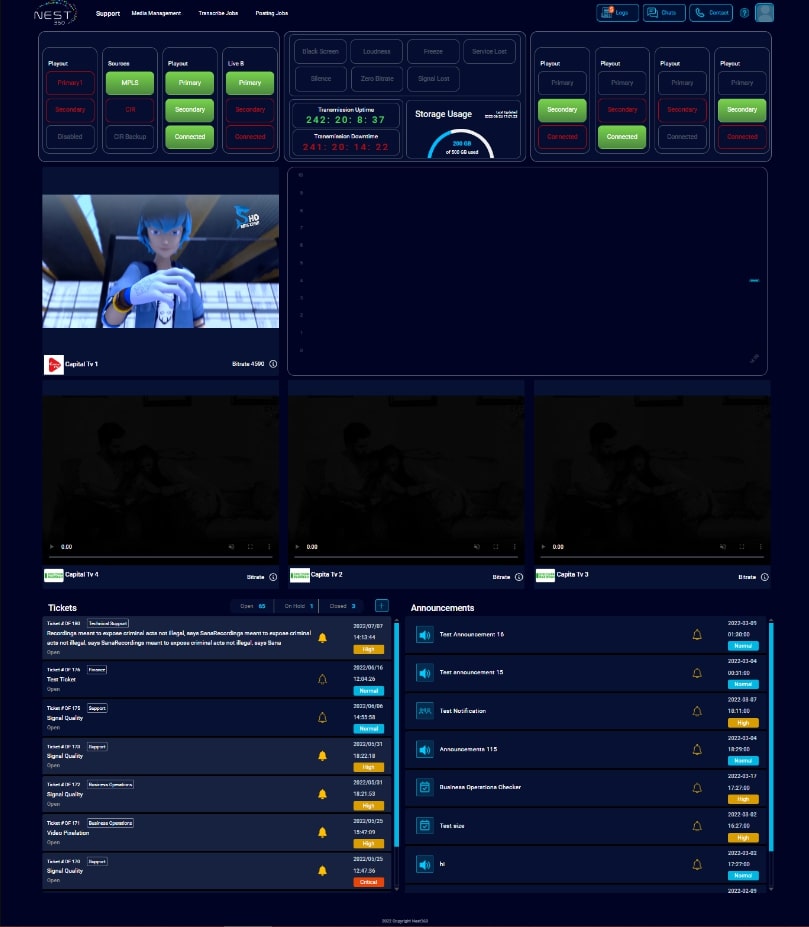 NEST
360
Support
Media Management
Transcribe Jobs
Posting Jobs
Logs
Chats
Contact
Playout
Primary1
Secondary
Disabled
Sources
MPLS
CIR
CIR Backup
Playout
Primary
Secondary
Connected
Live B
Primary
Secondary
Connected
Black Screen
Loudness
Freeze
Service Lost
Silence
Zero Bitrate
Signal Lost
Transmission Uptime
242: 20: 8: 37
Transmission Downtime
241: 20: 14: 22
Storage Usage
Last Updated
200 GB
of 500 GB used
Playout
Primary
Secondary
Connected
Playout
Primary
Secondary
Connected
Playout
Primary
Secondary
Connected
Playout
Primary
Secondary
Connected
HD
10
9
8
7
6
5
4
3
2
1
0
Capital Tv 1
Bitrate 4590
0:00
0:00
0:00
Capital Tv 4
Bitrate
Capita Tv 2
Bitrate
Capita Tv 3
Bitrate
Tickets
Open 65
On Hold 1
Closed 3
Ticket # OF 180 Technical Support
Recordings meant to expose criminal acts not illegal, says SanaRecordings meant to expose criminal
acts not illegal, says SanaRecordings meant to expose criminal acts not illegal, says Sana
Open
2022/07/07
14:13:44
High
Ticket # OF 176 Finance
Test Ticket
Open
2022/06/16
12:04:26
Normal
Ticket # OF 175 Support
Signal Quality
Open
2022/06/06
14:55:58
Normal
Ticket # OF 173 Support
Signal Quality
Open
2022/05/31
18:22:18
High
Ticket # OF 172 Business Operations
Signal Quality
Open
2022/05/31
18:21:53
High
Ticket # OF 171 Business Operations
Video Pixelation
Open
2022/05/25
15:47:09
High
Ticket # OF 170 Support
Signal Quality
Open
2022/05/25
12:47:36
Critical
Announcements
Test Announcement 16
2022-03-09
01:30:00
Normal
Test announcement 15
2022-03-04
00:31:00
Normal
Test Notification
2022-03-07
18:11:00
High
Announcements 115
2022-03-04
18:29:00
Normal
Business Operations Checker
2022-03-17
17:27:00
High
Test size
2022-03-02
16:27:00
High
hi
2022-03-02
17:27:00
Normal
2022-02-09
2022 Copyright Nest360